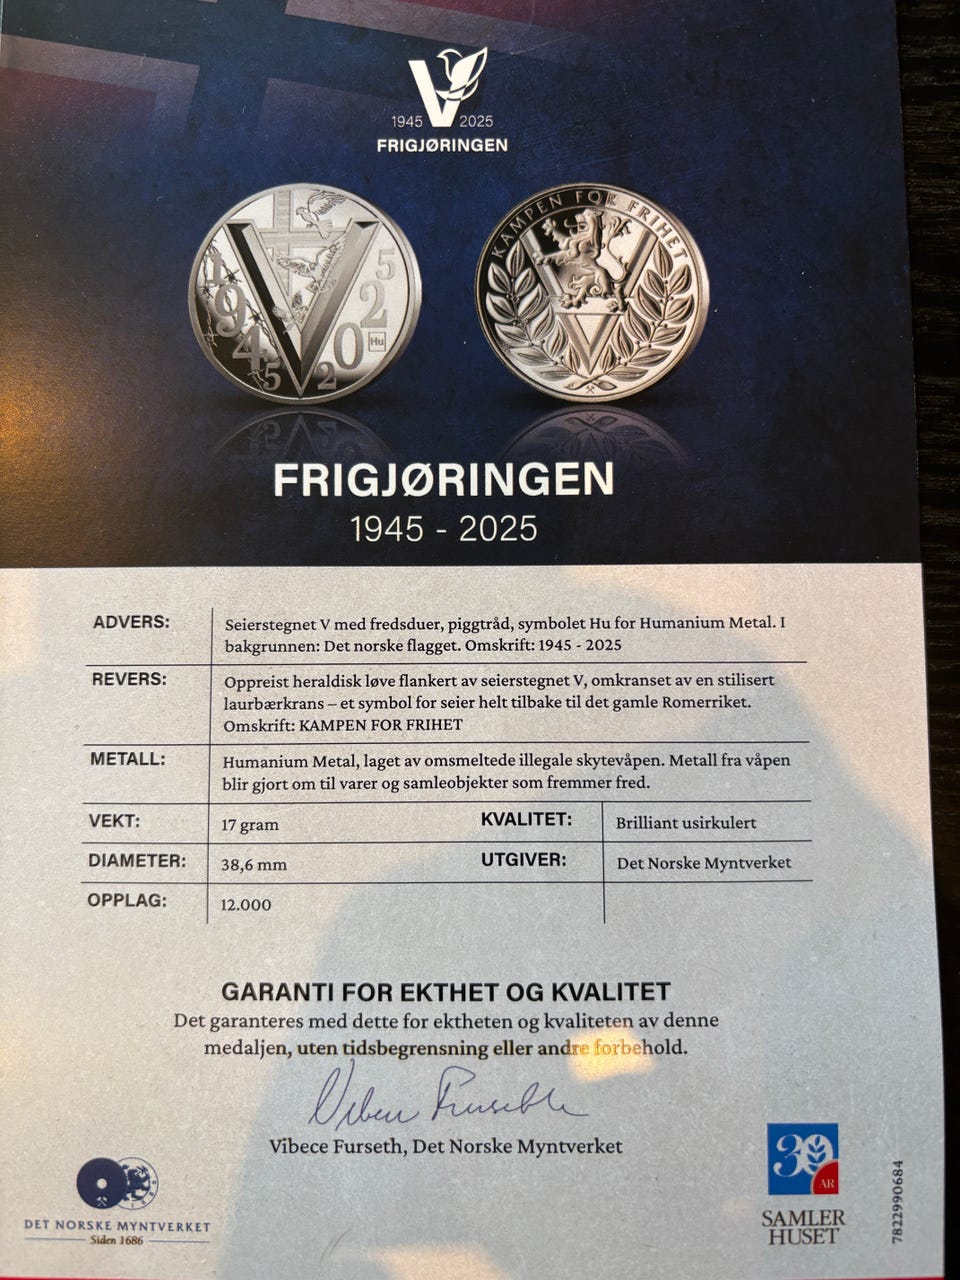 1945 V 2025
FRIGJØRINGEN
1945 2025 Hu
KAMPEN FOR FRIHET
FRIGJØRINGEN
1945 - 2025
ADVERS:
Seierstegnet V med fredsduer, piggtråd, symbolet Hu for Humanium Metal. I
bakgrunnen: Det norske flagget. Omskrift: 1945 - 2025
REVERS:
Oppreist heraldisk løve flankert av seierstegnet V, omkranset av en stilisert
laurbærkrans – et symbol for seier helt tilbake til det gamle Romerriket.
Omskrift: KAMPEN FOR FRIHET
METALL:
Humanium Metal, laget av omsmeltede illegale skytevåpen. Metall fra våpen
blir gjort om til varer og samleobjekter som fremmer fred.
VEKT: 17 gram KVALITET: Brilliant usirkulert
DIAMETER: 38,6 mm UTGIVER: Det Norske Myntverket
OPPLAG: 12.000
GARANTI FOR EKTHET OG KVALITET
Det garanteres med dette for ektheten og kvaliteten av denne
medaljen, uten tidsbegrensning eller andre forbehold.
Vibece Furseth
Vibece Furseth, Det Norske Myntverket
DET NORSKE MYNTVERKET
Siden 1686
30 ÅR
SAMLER
HUSET
7822990684